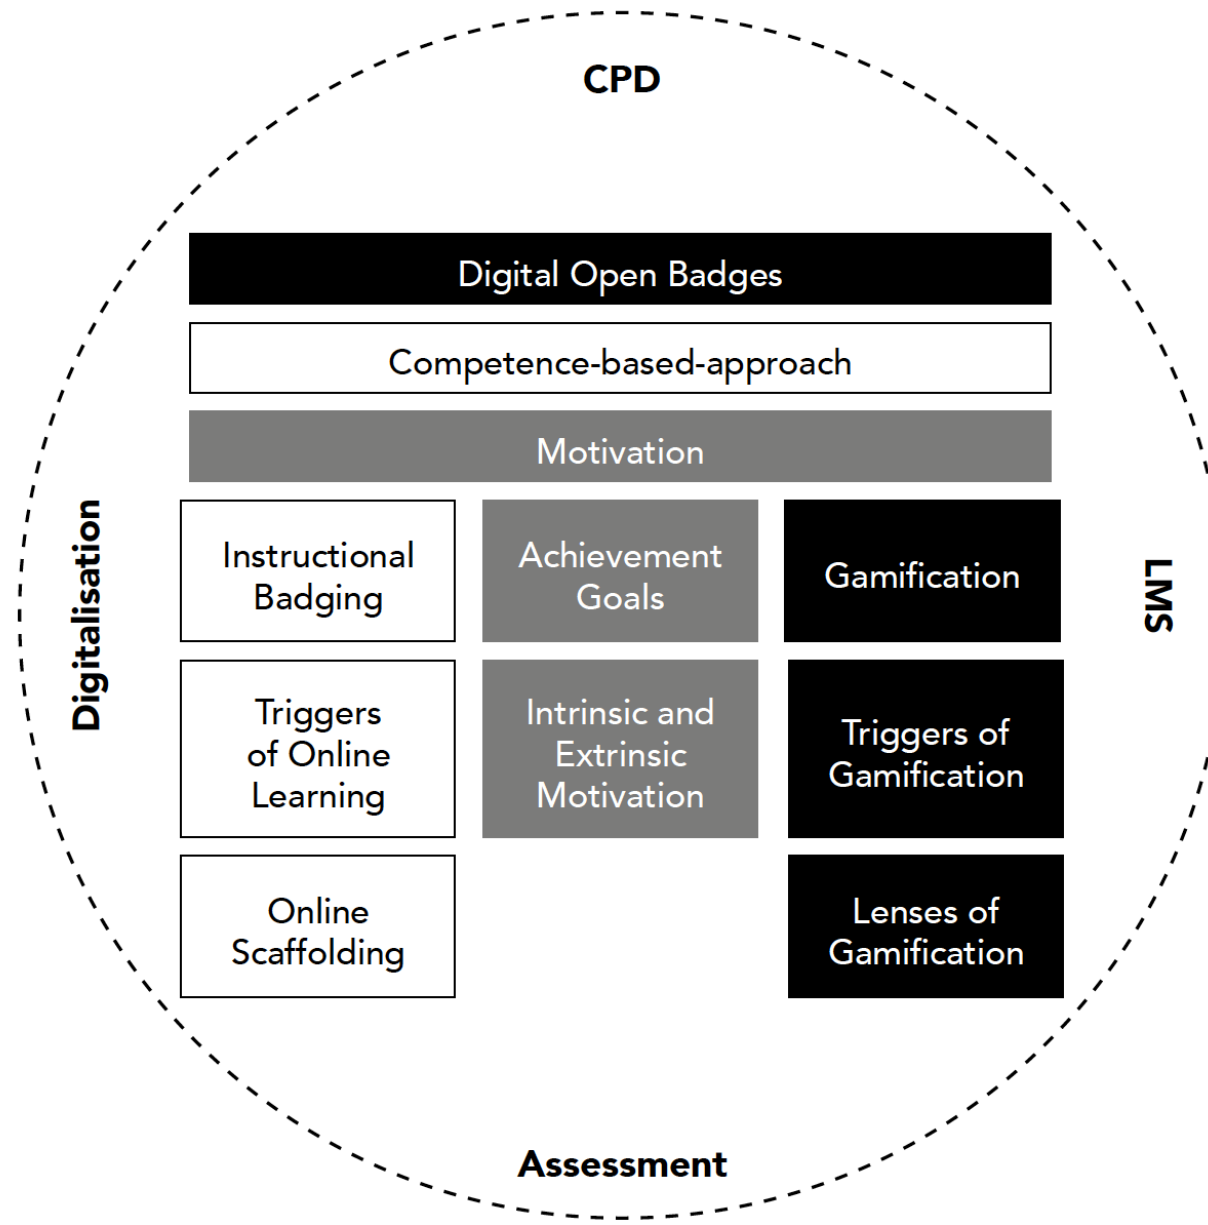 CPD
Digital Open Badges
Competence-based-approach
Motivation
Digitalisation
Instructional
Badging
Achievement
Goals
Gamification
LMS
Triggers
of Online
Learning
Intrinsic and
Extrinsic
Motivation
Triggers of
Gamification
Online
Scaffolding
Lenses of
Gamification
Assessment